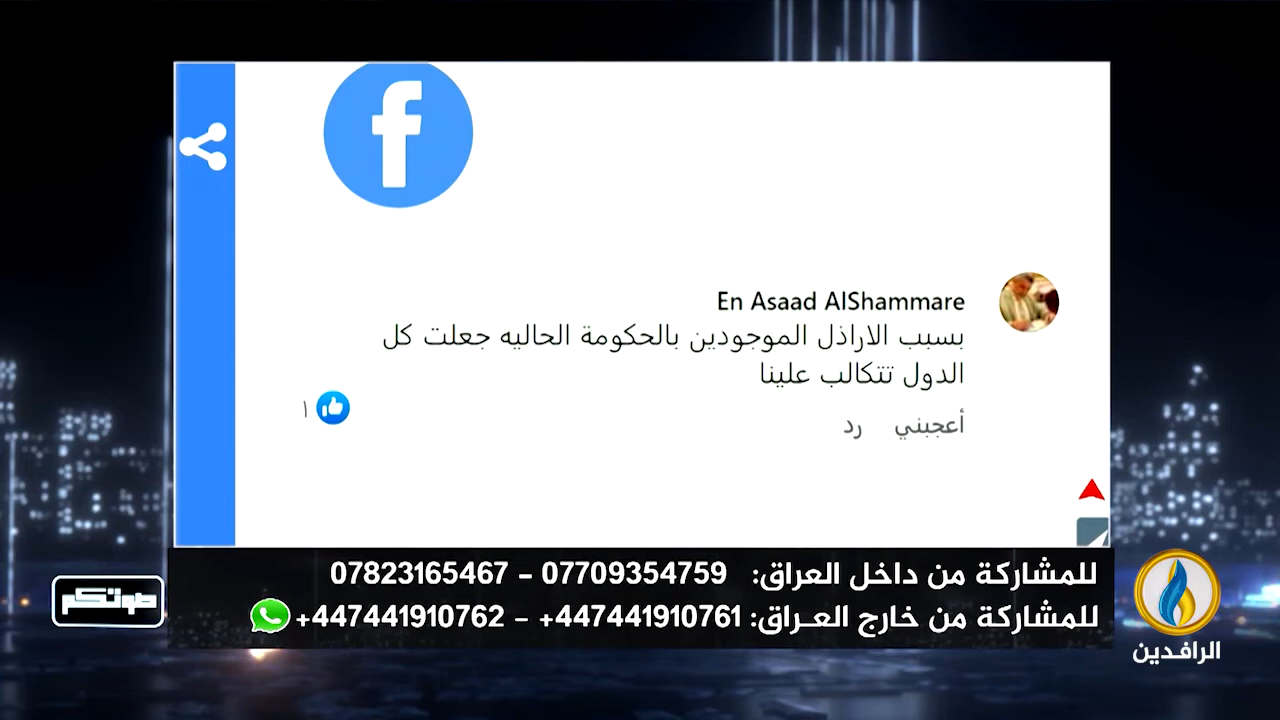 f
En Asaad AlShammare
بسبب الاراذل الموجودين بالحكومة الحاليه جعلت كل
الدول تتكالب علينا
أعجبني رد
١
للمشاركة من داخل العراق: 07709354759 - 07823165467
للمشاركة من خارج العـراق: 447441910761+ - 447441910762+
صوتكم
الرافدين